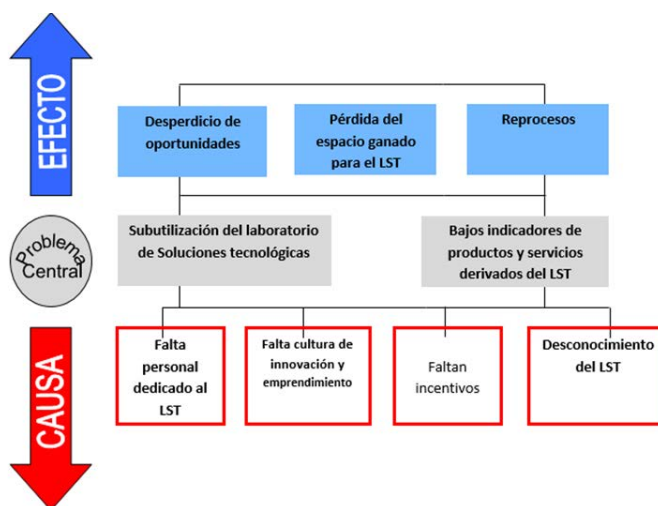 EFECTO
Desperdicio de
oportunidades
Pérdida del
espacio ganado
para el LST
Reprocesos
Problema
Central
Subutilización del laboratorio
de Soluciones tecnológicas
Bajos indicadores de
productos y servicios
derivados del LST
CAUSA
Falta
personal
dedicado al
LST
Falta cultura de
innovación y
emprendimiento
Faltan
incentivos
Desconocimiento
del LST